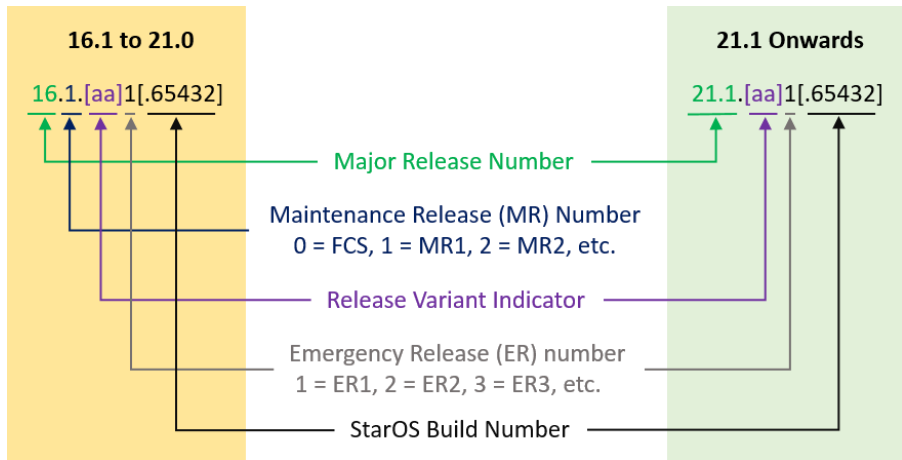 16.1 to 21.0
21.1 Onwards
16.1.[aa]1[.65432]
21.1.[aa]1[.65432]
Major Release Number
Maintenance Release (MR) Number
0 = FCS, 1 = MR1, 2 = MR2, etc.
Release Variant Indicator
Emergency Release (ER) number
1 = ER1, 2 = ER2, 3 = ER3, etc.
StarOS Build Number